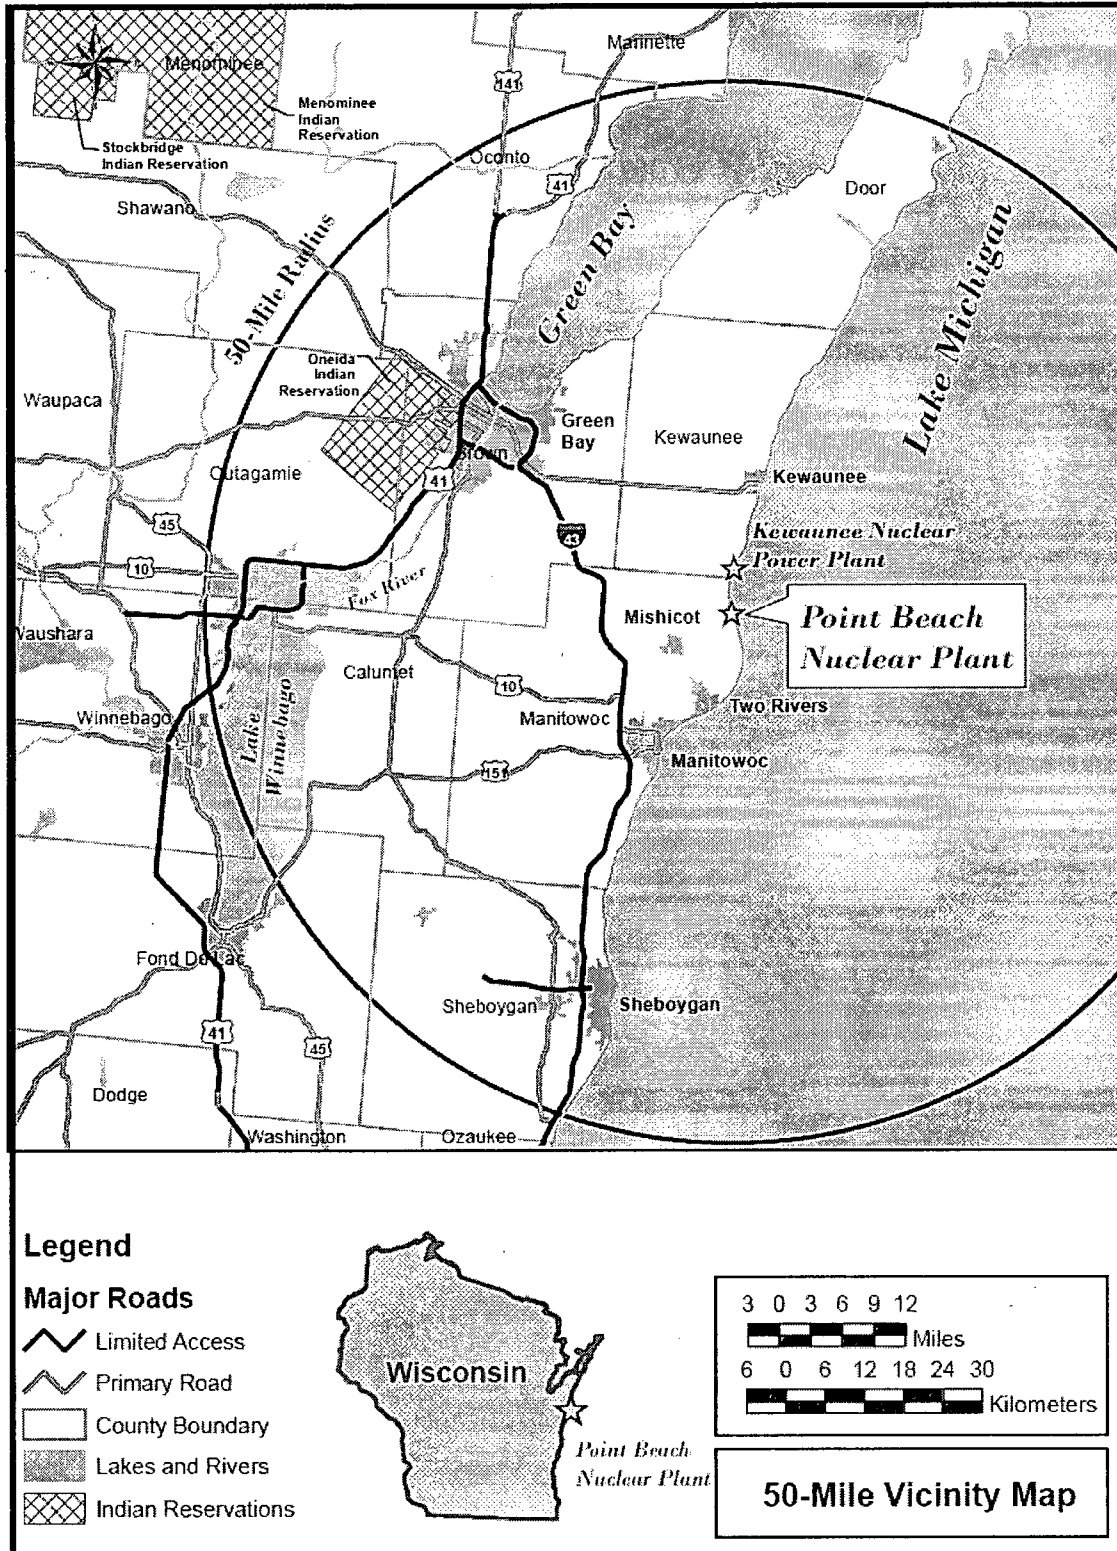 Marinette
Menominee
141
Menominee
Indian
Reservation
Stockbridge
Indian Reservation
Oconto
41
Door
Shawano
50-Mile Radius
Green Bay
Lake Michigan
Oneida
Indian
Reservation
Waupaca
Green
Bay
Kewaunee
Brown
Outagamie
41
Kewaunee
45
43
Kewaunee Nuclear
Power Plant
10
Fox River
Mishicot
Point Beach
Nuclear Plant
Waushara
Calumet
10
Winnebago
Lake
Winnebago
Manitowoc
Two Rivers
151
Manitowoc
Fond Du Lac
Sheboygan
Sheboygan
41
45
Dodge
Washington
Ozaukee
Legend
Major Roads
Limited Access
Primary Road
County Boundary
Lakes and Rivers
Indian Reservations
Wisconsin
Point Beach
Nuclear Plant
3 0 3 6 9 12
Miles
6 0 6 12 18 24 30
Kilometers
50-Mile Vicinity Map